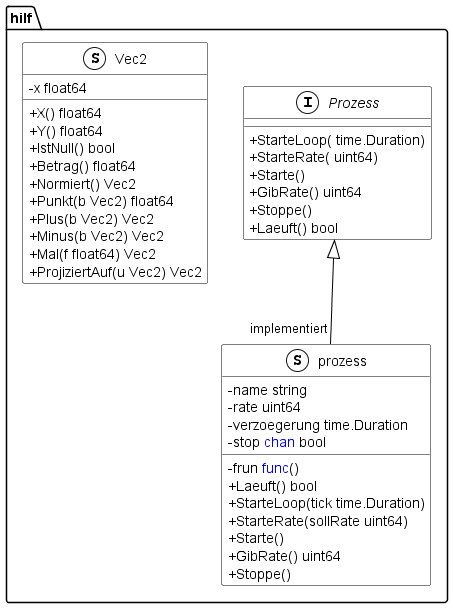 hilf
S Vec2
-x float64
+X() float64
+Y() float64
+IstNull() bool
+Betrag() float64
+Normiert() Vec2
+Punkt(b Vec2) float64
+Plus(b Vec2) Vec2
+Minus(b Vec2) Vec2
+Mal(f float64) Vec2
+ProjiziertAuf(u Vec2) Vec2
I Prozess
+StarteLoop( time.Duration)
+StarteRate( uint64)
+Starte()
+GibRate() uint64
+Stoppe()
+Laeuft() bool
implementiert
S prozess
-name string
-rate uint64
-verzoegerung time.Duration
-stop chan bool
-frun func()
+Laeuft() bool
+StarteLoop(tick time.Duration)
+StarteRate(sollRate uint64)
+Starte()
+GibRate() uint64
+Stoppe()